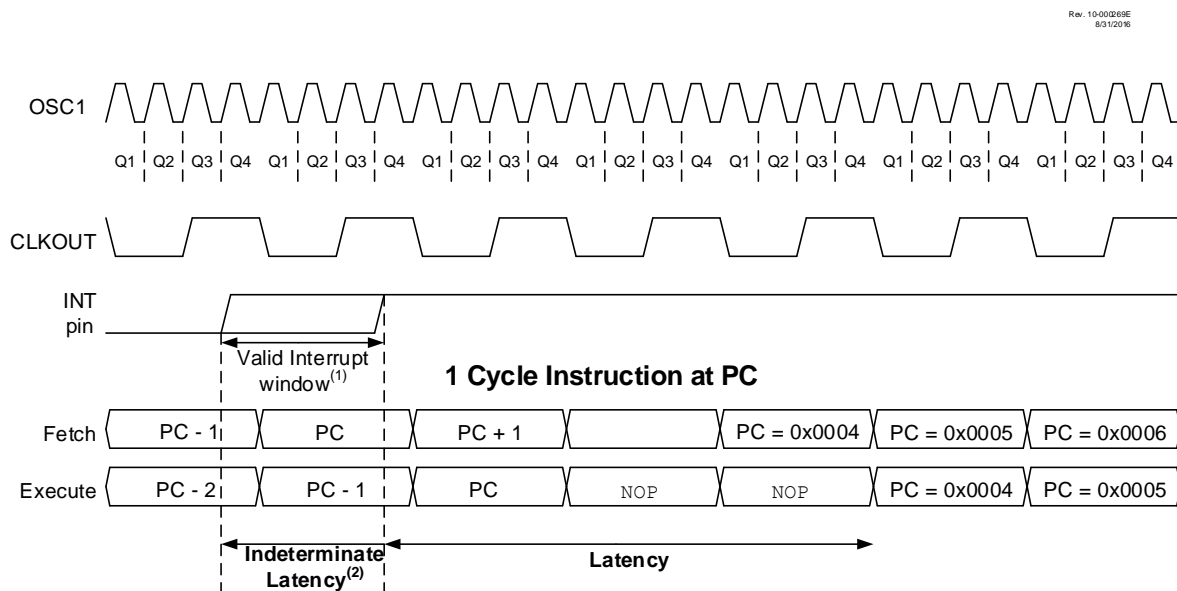 Rev. 10-000269E
8/31/2016
OSC1
Q1 Q2 Q3 Q4 Q1 Q2 Q3 Q4 Q1 Q2 Q3 Q4 Q1 Q2 Q3 Q4 Q1 Q2 Q3 Q4 Q1 Q2 Q3 Q4 Q1 Q2 Q3 Q4
CLKOUT
INT
pin
Valid Interrupt
window(1)
1 Cycle Instruction at PC
Fetch PC - 1 PC PC + 1 PC = 0x0004 PC = 0x0005 PC = 0x0006
Execute PC - 2 PC - 1 PC NOP NOP PC = 0x0004 PC = 0x0005
Indeterminate
Latency(2)
Latency